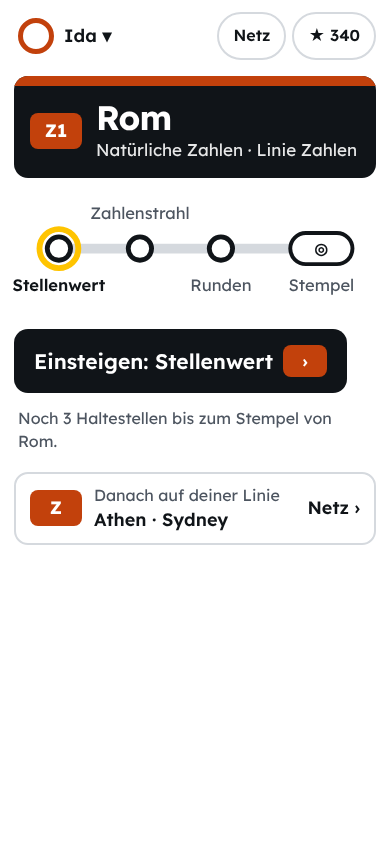 Ida ▾
Netz
★ 340
Z1
Rom
Natürliche Zahlen · Linie Zahlen
Zahlenstrahl
◎
Stellenwert
Runden
Stempel
Einsteigen: Stellenwert ›
Noch 3 Haltestellen bis zum Stempel von
Rom.
Z
Danach auf deiner Linie
Athen · Sydney
Netz ›